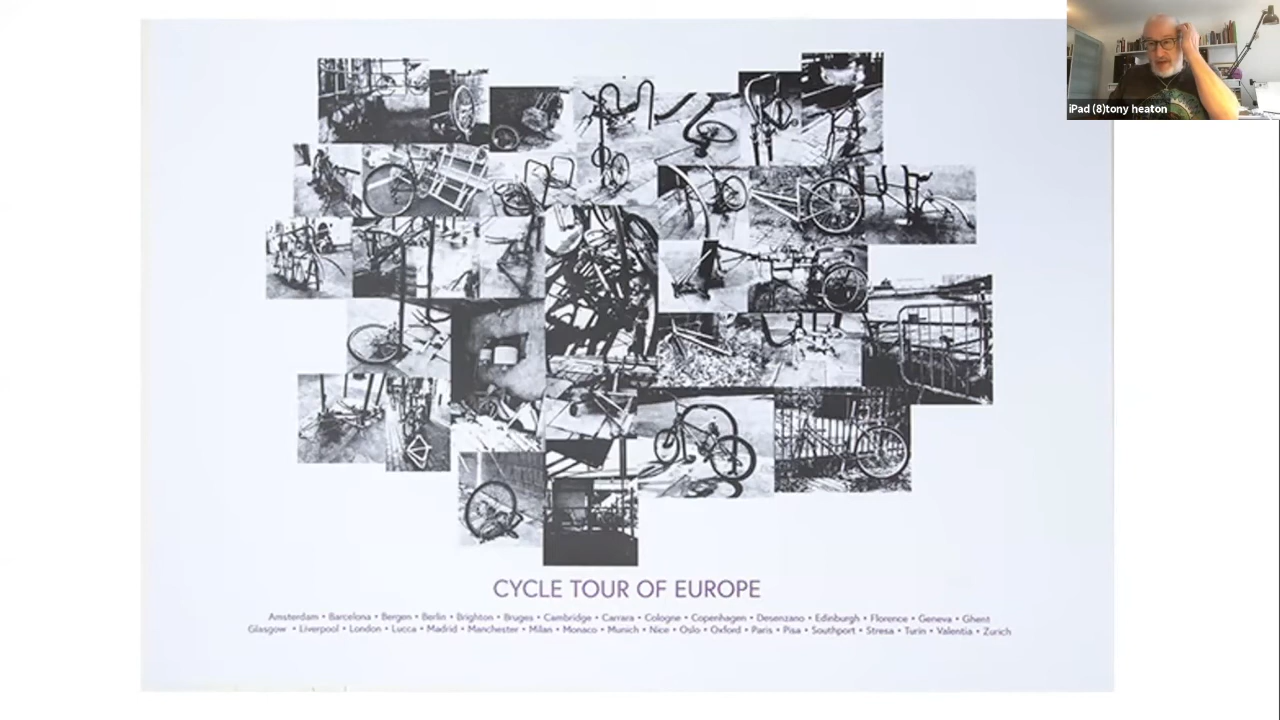 iPad (8)tony heaton
CYCLE TOUR OF EUROPE
Amsterdam • Barcelona • Bergen • Berlin • Brighton • Bruges • Cambridge • Carrara • Cologne • Copenhagen • Desenzano • Edinburgh • Florence • Geneva • Ghent
Glasgow • Liverpool • London • Lucca • Madrid • Manchester • Milan • Monaco • Munich • Nice • Oslo • Oxford • Paris • Pisa • Southport • Stresa • Turin • Valentia • Zurich